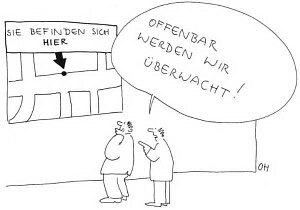 SIE BEFINDEN SICH
HIER
OFFENBAR
WERDEN WIR
ÜBERWACHT!
OH